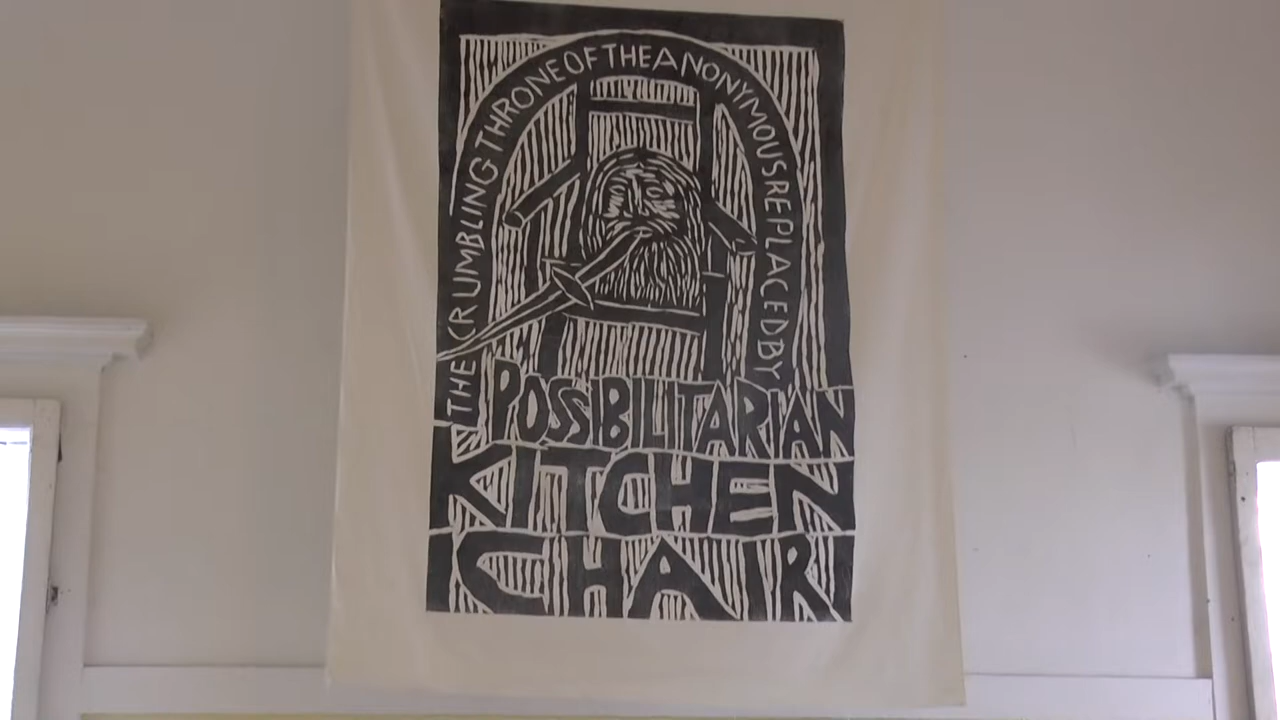 THE CRUMBLING THRONE OF THE ANONYMOUS REPLACED BY
POSSIBILITARIAN
KITCHEN
CHAIR